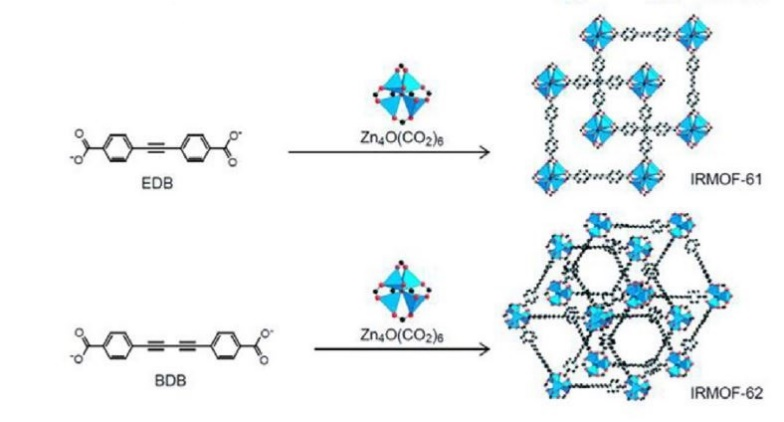 Zn4O(CO2)6
-O
O
O-
O
EDB
IRMOF-61
Zn4O(CO2)6
-O
O
O-
O
BDB
IRMOF-62